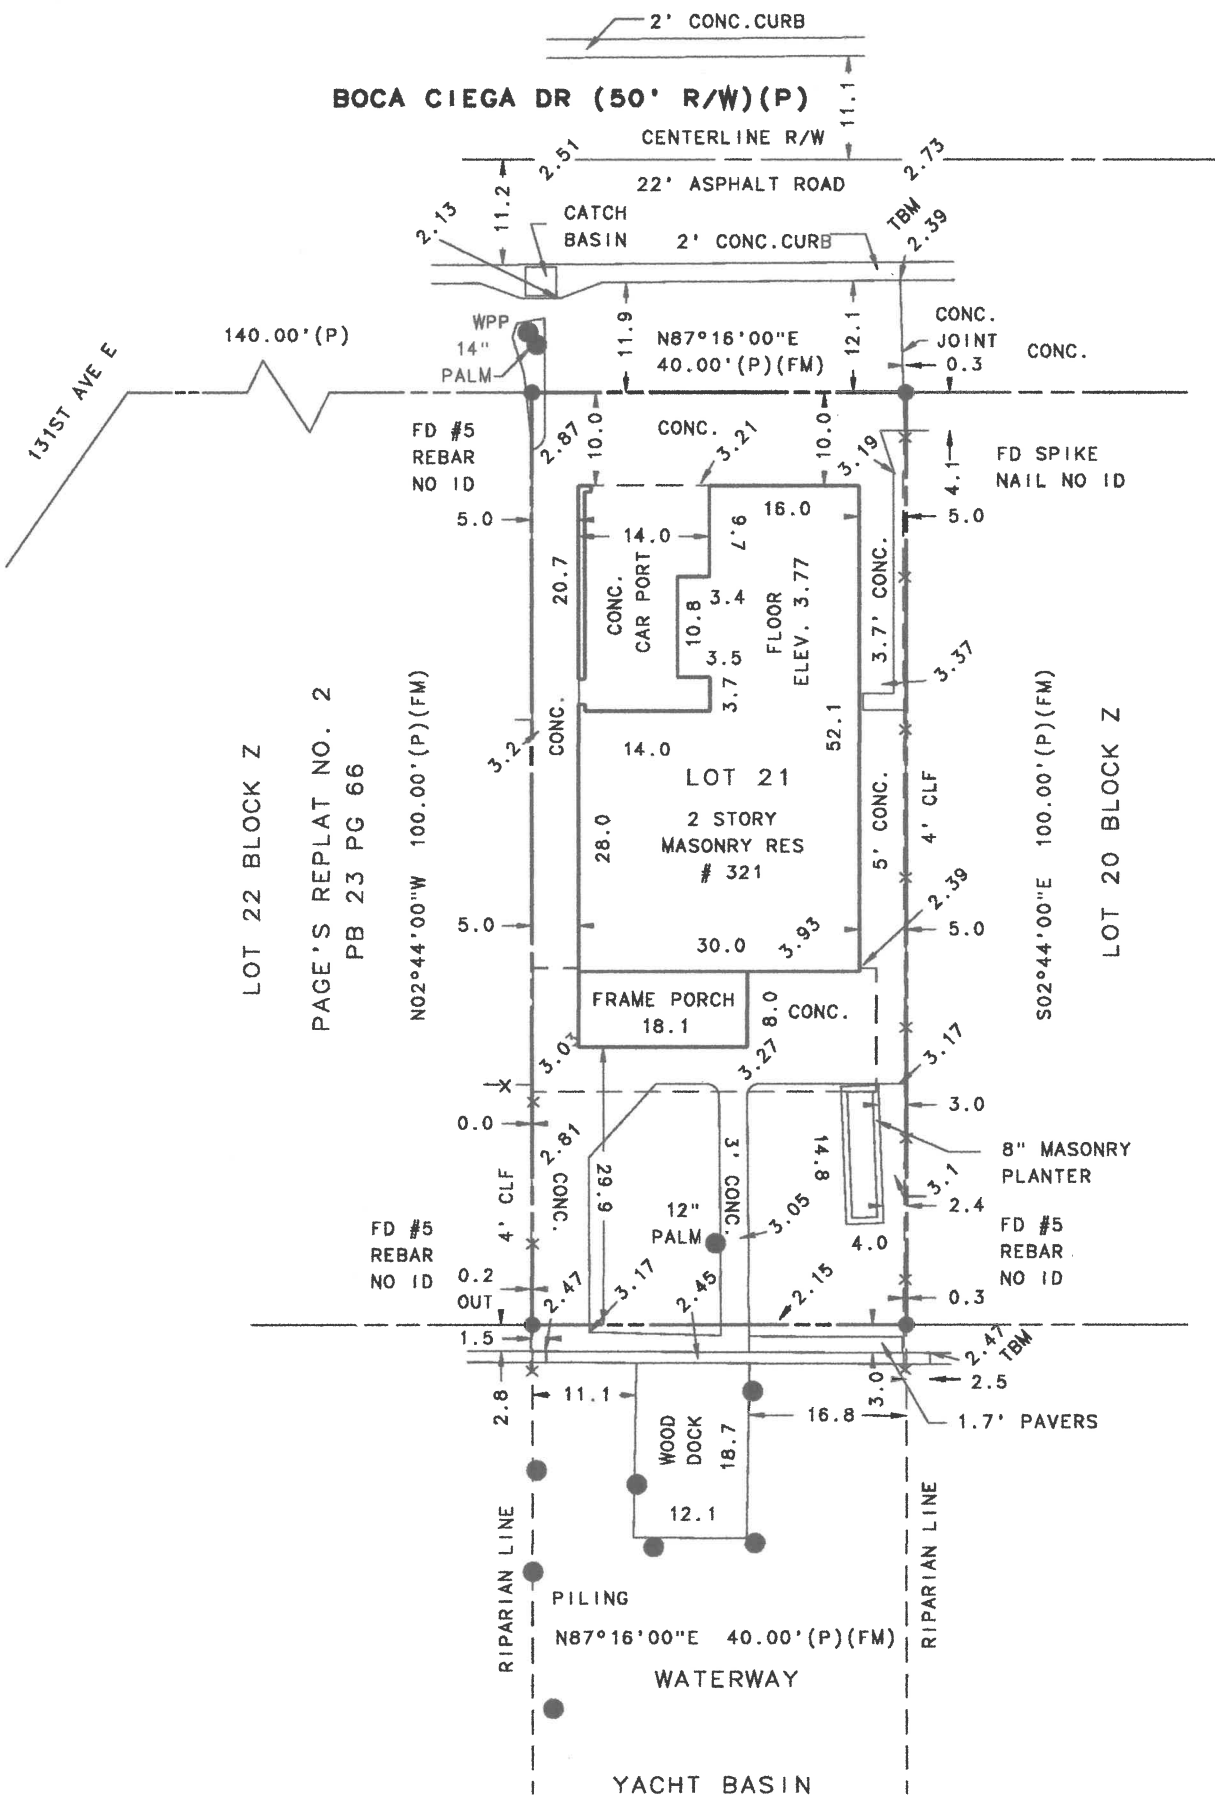 2' CONC.CURB
BOCA CIEGA DR (50' R/W)(P)
11.1
CENTERLINE R/W
2.51
2.73
22' ASPHALT ROAD
11.2
2.13
CATCH
BASIN
2' CONC.CURB
TBM
2.39
140.00'(P)
131ST AVE E
WPP
14"
PALM
11.9
N87°16'00"E
40.00'(P)(FM)
12.1
CONC.
JOINT
0.3
CONC.
FD #5
REBAR
NO ID
2.87
10.0
CONC.
3.21
10.0
3.19
4.1
FD SPIKE
NAIL NO ID
5.0
14.0
9.7
16.0
5.0
20.7
CONC.
CAR PORT
10.8
3.4
3.5
3.7
FLOOR
ELEV. 3.77
3.7' CONC.
3.37
LOT 22 BLOCK Z
PAGE'S REPLAT NO. 2
PB 23 PG 66
N02°44'00"W 100.00'(P)(FM)
3.2
CONC.
14.0
52.1
LOT 21
2 STORY
MASONRY RES
# 321
28.0
5' CONC.
4' CLF
S02°44'00"E 100.00'(P)(FM)
LOT 20 BLOCK Z
2.39
5.0
30.0
3.93
5.0
FRAME PORCH
18.1
8.0
CONC.
3.03
3.27
3.17
0.0
3.0
2.81
4' CLF
CONC.
29.9
3' CONC.
14.8
8" MASONRY
PLANTER
3.1
2.4
12"
PALM
3.05
4.0
FD #5
REBAR
NO ID
FD #5
REBAR
NO ID
0.2
OUT
2.47
3.17
2.45
2.15
0.3
1.5
2.47
TBM
2.8
11.1
3.0
2.5
16.8
1.7' PAVERS
WOOD
DOCK
18.7
12.1
RIPARIAN LINE
RIPARIAN LINE
PILING
N87°16'00"E 40.00'(P)(FM)
WATERWAY
YACHT BASIN